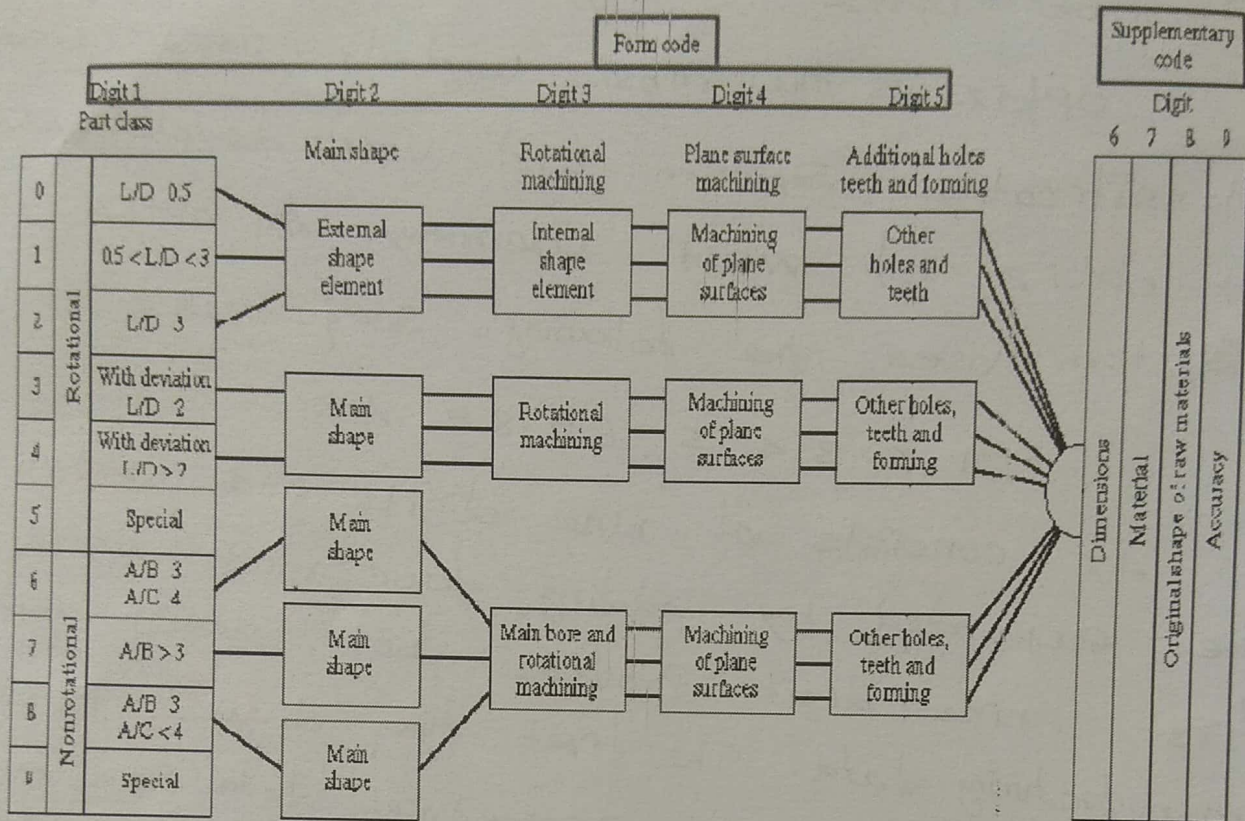 Form code
Supplementary
code
Digit 1 Digit 2 Digit 3 Digit 4 Digit 5
Digit
6 7 8 9
Part class
Main shape
Rotational
machining
Plane surface
machining
Additional holes
teeth and forming
0
1
2
3
4
5
6
7
8
9
Rotational
Nonrotational
L/D 0.5
0.5 < L/D < 3
L/D 3
With deviation
L/D 2
With deviation
L/D > 2
Special
A/B 3
A/C 4
A/B > 3
A/B 3
A/C < 4
Special
External
shape
element
Internal
shape
element
Machining
of plane
surfaces
Other
holes and
teeth
Main
shape
Rotational
machining
Machining
of plane
surfaces
Other holes,
teeth and
forming
Main
shape
Main
shape
Main
shape
Main bore and
rotational
machining
Machining
of plane
surfaces
Other holes,
teeth and
forming
Dimensions
Material
Original shape of raw materials
Accuracy